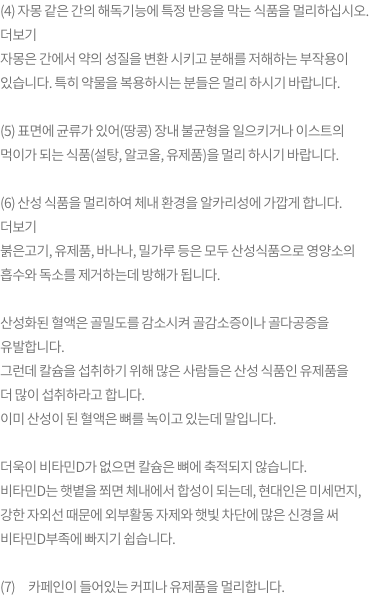 (4) 자몽 같은 간의 해독기능에 특정 반응을 막는 식품을 멀리하십시오.
더보기
자몽은 간에서 약의 성질을 변환 시키고 분해를 저해하는 부작용이
있습니다. 특히 약물을 복용하시는 분들은 멀리 하시기 바랍니다.
(5) 표면에 균류가 있어(땅콩) 장내 불균형을 일으키거나 이스트의
먹이가 되는 식품(설탕, 알코올, 유제품)을 멀리 하시기 바랍니다.
(6) 산성 식품을 멀리하여 체내 환경을 알카리성에 가깝게 합니다.
더보기
붉은고기, 유제품, 바나나, 밀가루 등은 모두 산성식품으로 영양소의
흡수와 독소를 제거하는데 방해가 됩니다.
산성화된 혈액은 골밀도를 감소시켜 골감소증이나 골다공증을
유발합니다.
그런데 칼슘을 섭취하기 위해 많은 사람들은 산성 식품인 유제품을
더 많이 섭취하라고 합니다.
이미 산성이 된 혈액은 뼈를 녹이고 있는데 말입니다.
더욱이 비타민D가 없으면 칼슘은 뼈에 축적되지 않습니다.
비타민D는 햇볕을 쬐면 체내에서 합성이 되는데, 현대인은 미세먼지,
강한 자외선 때문에 외부활동 자제와 햇빛 차단에 많은 신경을 써
비타민D부족에 빠지기 쉽습니다.
(7) 카페인이 들어있는 커피나 유제품을 멀리합니다.